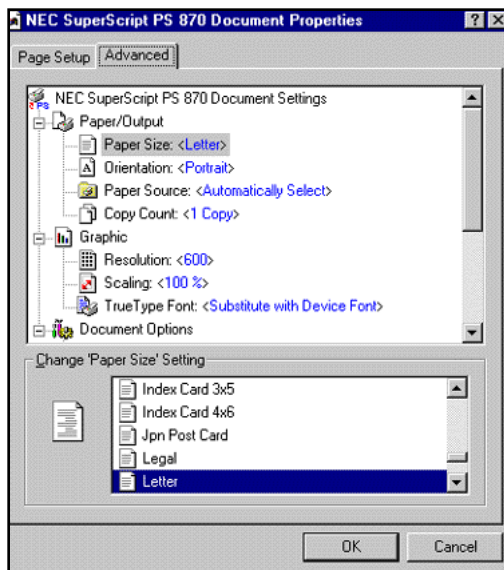 NEC SuperScript PS 870 Document Properties
Page Setup Advanced
NEC SuperScript PS 870 Document Settings
Paper/Output
Paper Size: <Letter>
Orientation: <Portrait>
Paper Source: <Automatically Select>
Copy Count: <1 Copy>
Graphic
Resolution: <600>
Scaling: <100 %>
TrueType Font: <Substitute with Device Font>
Document Options
Change 'Paper Size' Setting
Index Card 3x5
Index Card 4x6
Jpn Post Card
Legal
Letter
OK Cancel